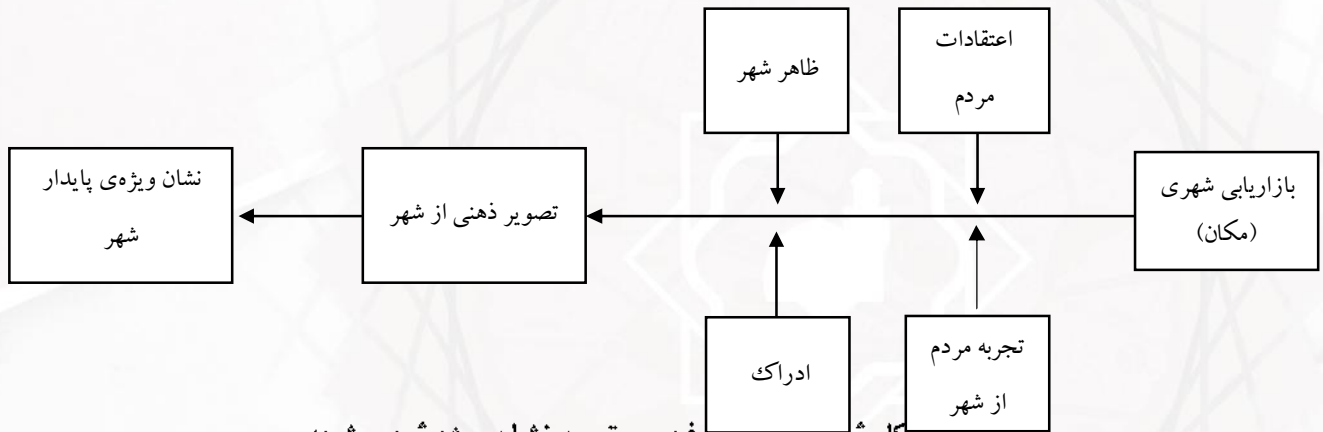 اعتقادات
مردم
ظاهر شهر
بازاریابی شهری
(مکان)
تصویر ذهنی از شهر
نشان ویژه‌ی پایدار
شهر
تجربه مردم
از شهر
ادراک